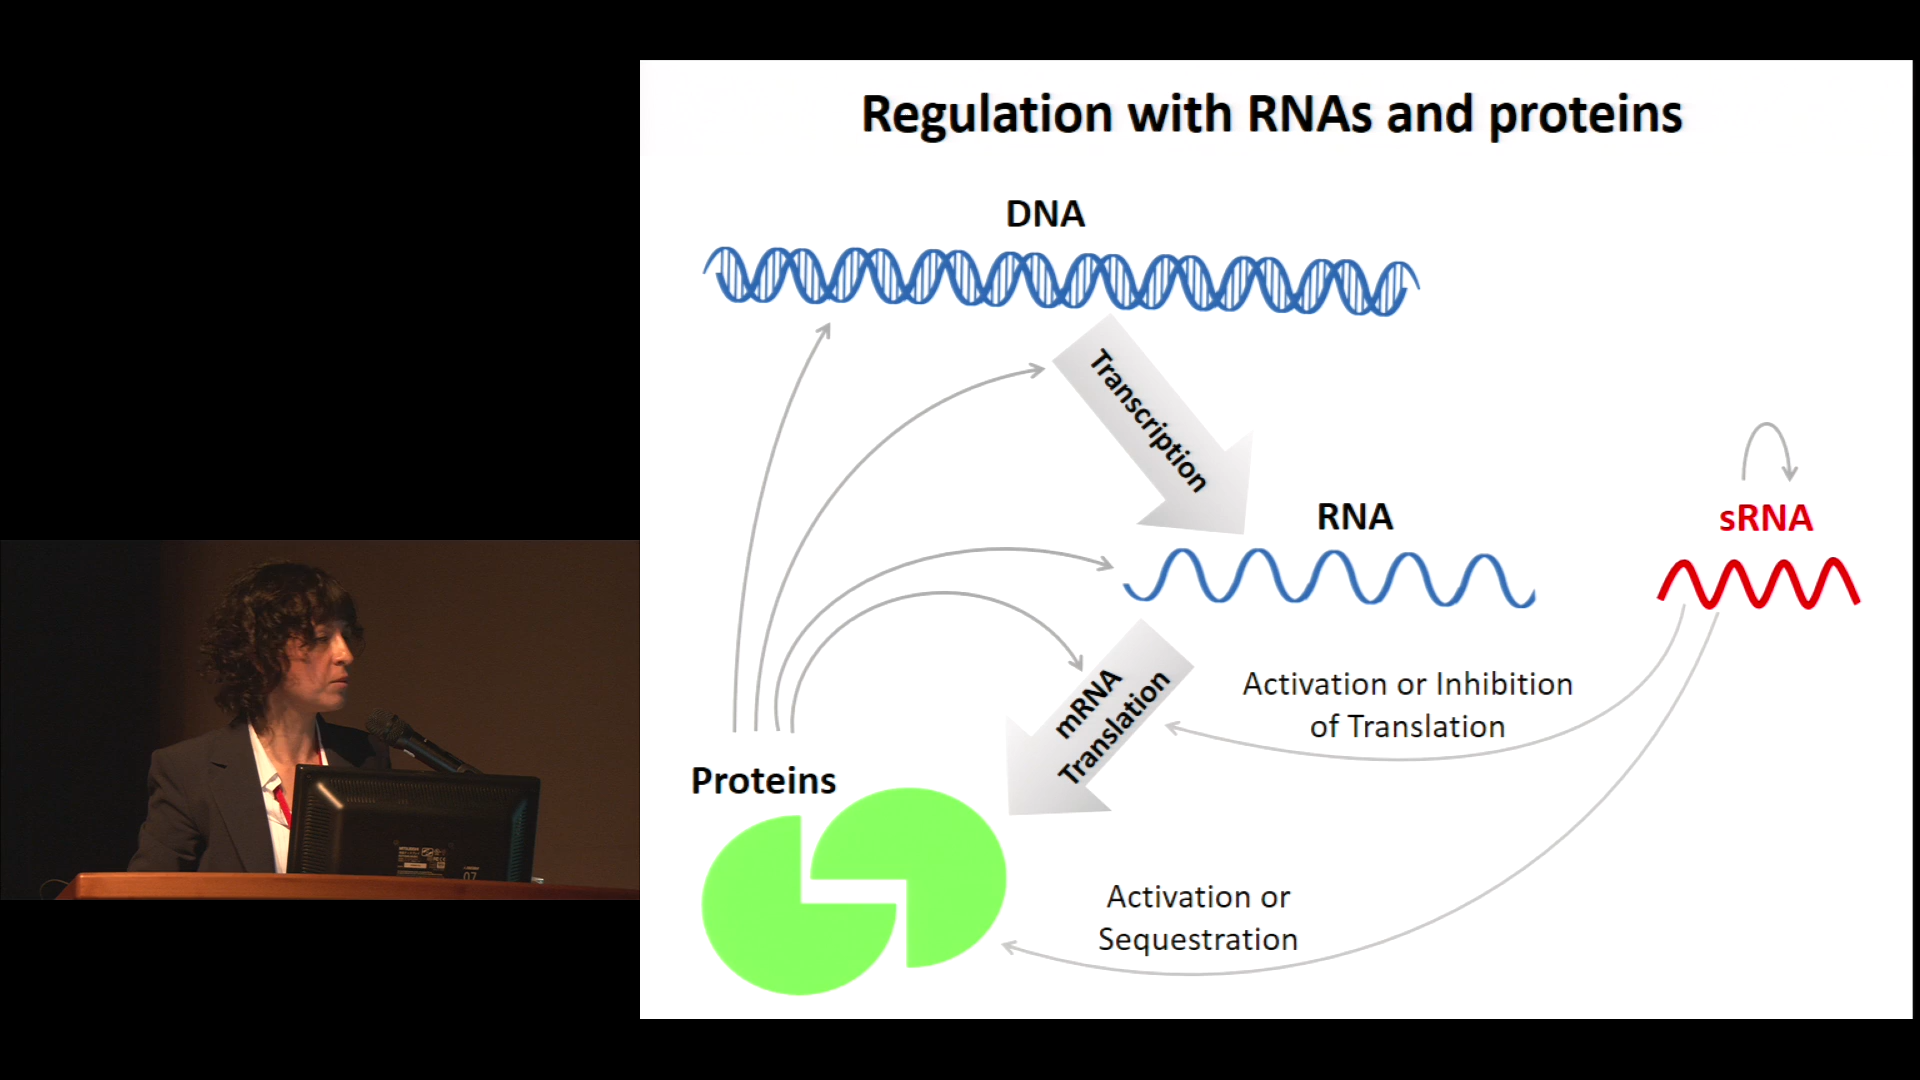 Regulation with RNAs and proteins
DNA
Transcription
RNA
sRNA
mRNA
Translation
Activation or Inhibition
of Translation
Proteins
Activation or
Sequestration
07